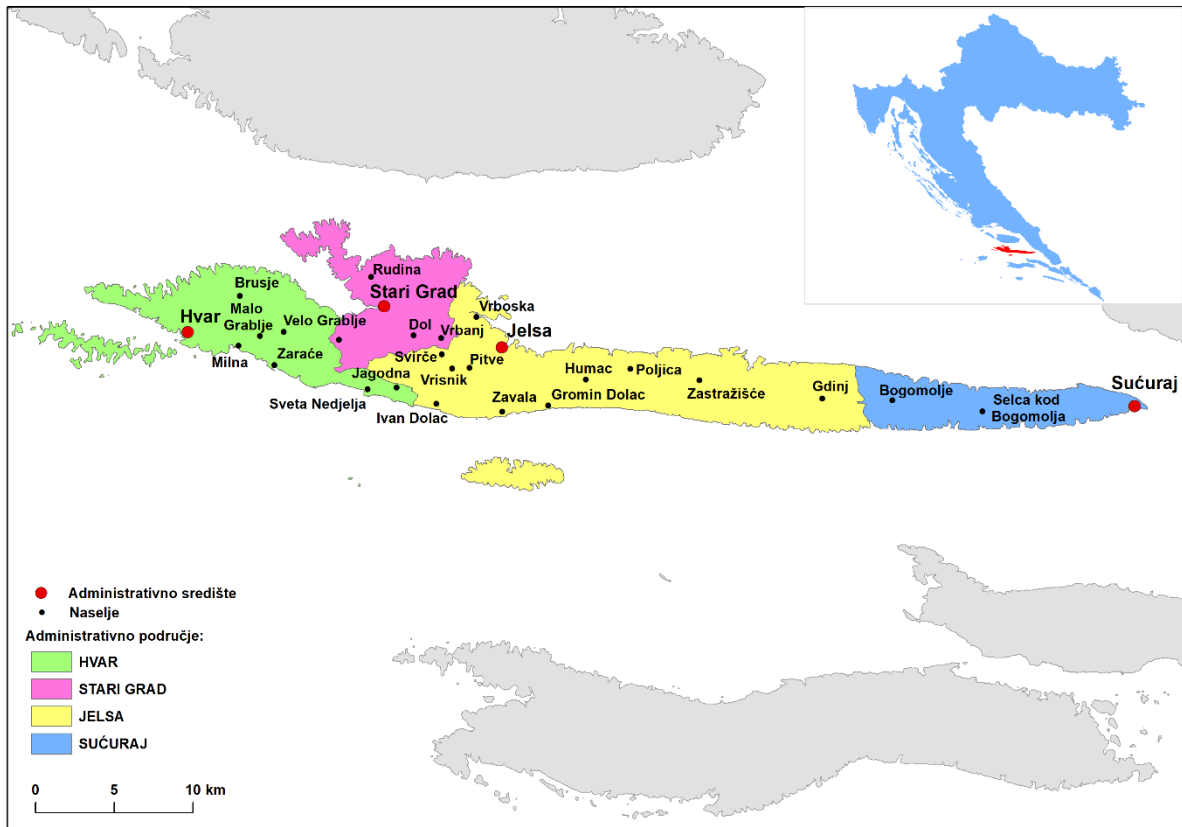 Rudina
Brusje
Stari Grad
Malo
Grablje
Vrboska
Hvar
Velo Grablje
Dol
Vrbanj
Jelsa
Milna
Zaraće
Svirče
Pitve
Jagodna
Vrisnik
Humac
Poljica
Zastražišće
Gdinj
Bogomolje
Sućuraj
Selca kod
Bogomolja
Sveta Nedjelja
Ivan Dolac
Zavala
Gromin Dolac
Administrativno središte
Naselje
Administrativno područje:
HVAR
STARI GRAD
JELSA
SUĆURAJ
0 5 10 km